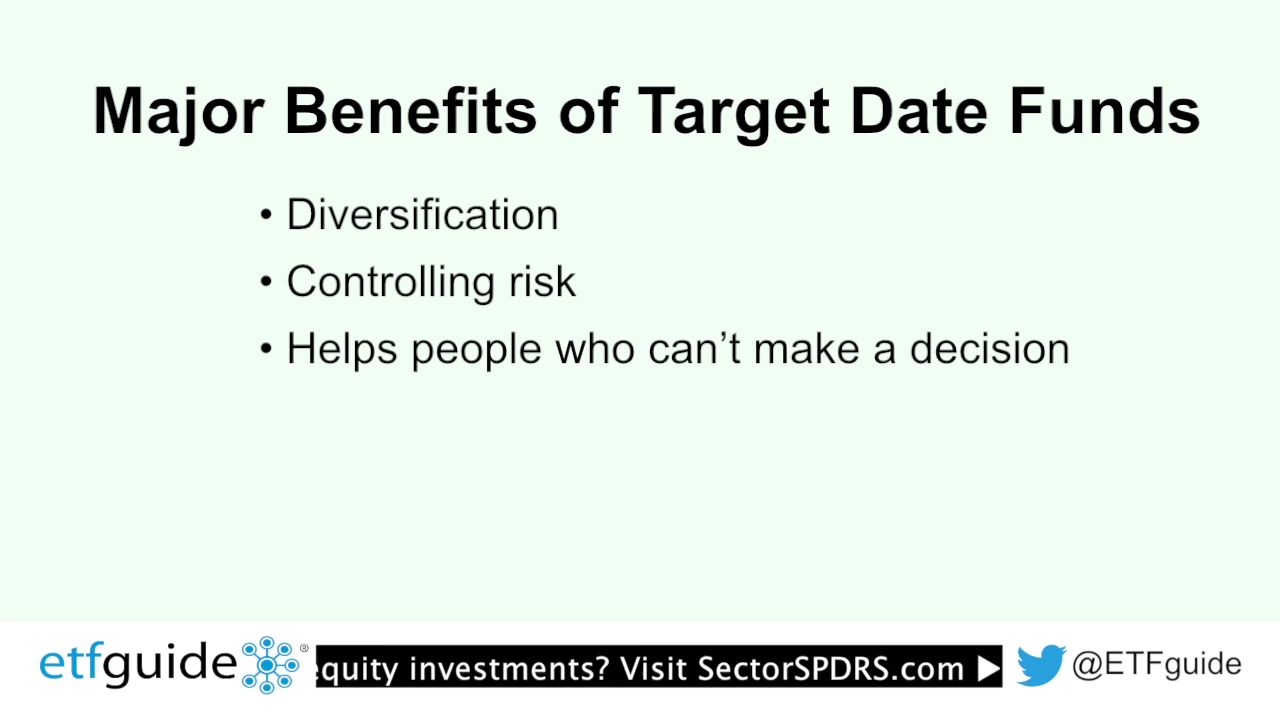 Major Benefits of Target Date Funds
• Diversification
• Controlling risk
• Helps people who can’t make a decision
etfguide®
equity investments? Visit SectorSPDRS.com ▶
@ETFguide